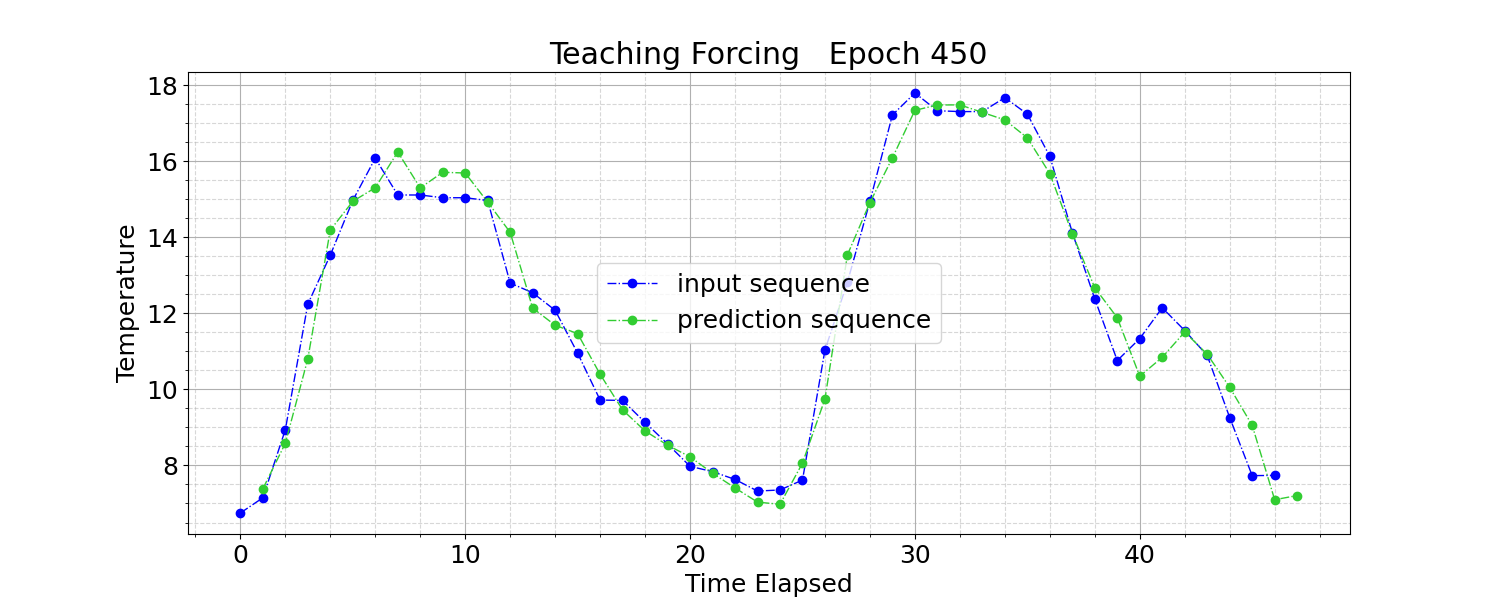 Teaching Forcing   Epoch 450
18
16
14
12
10
8
Temperature
input sequence
prediction sequence
0 10 20 30 40
Time Elapsed